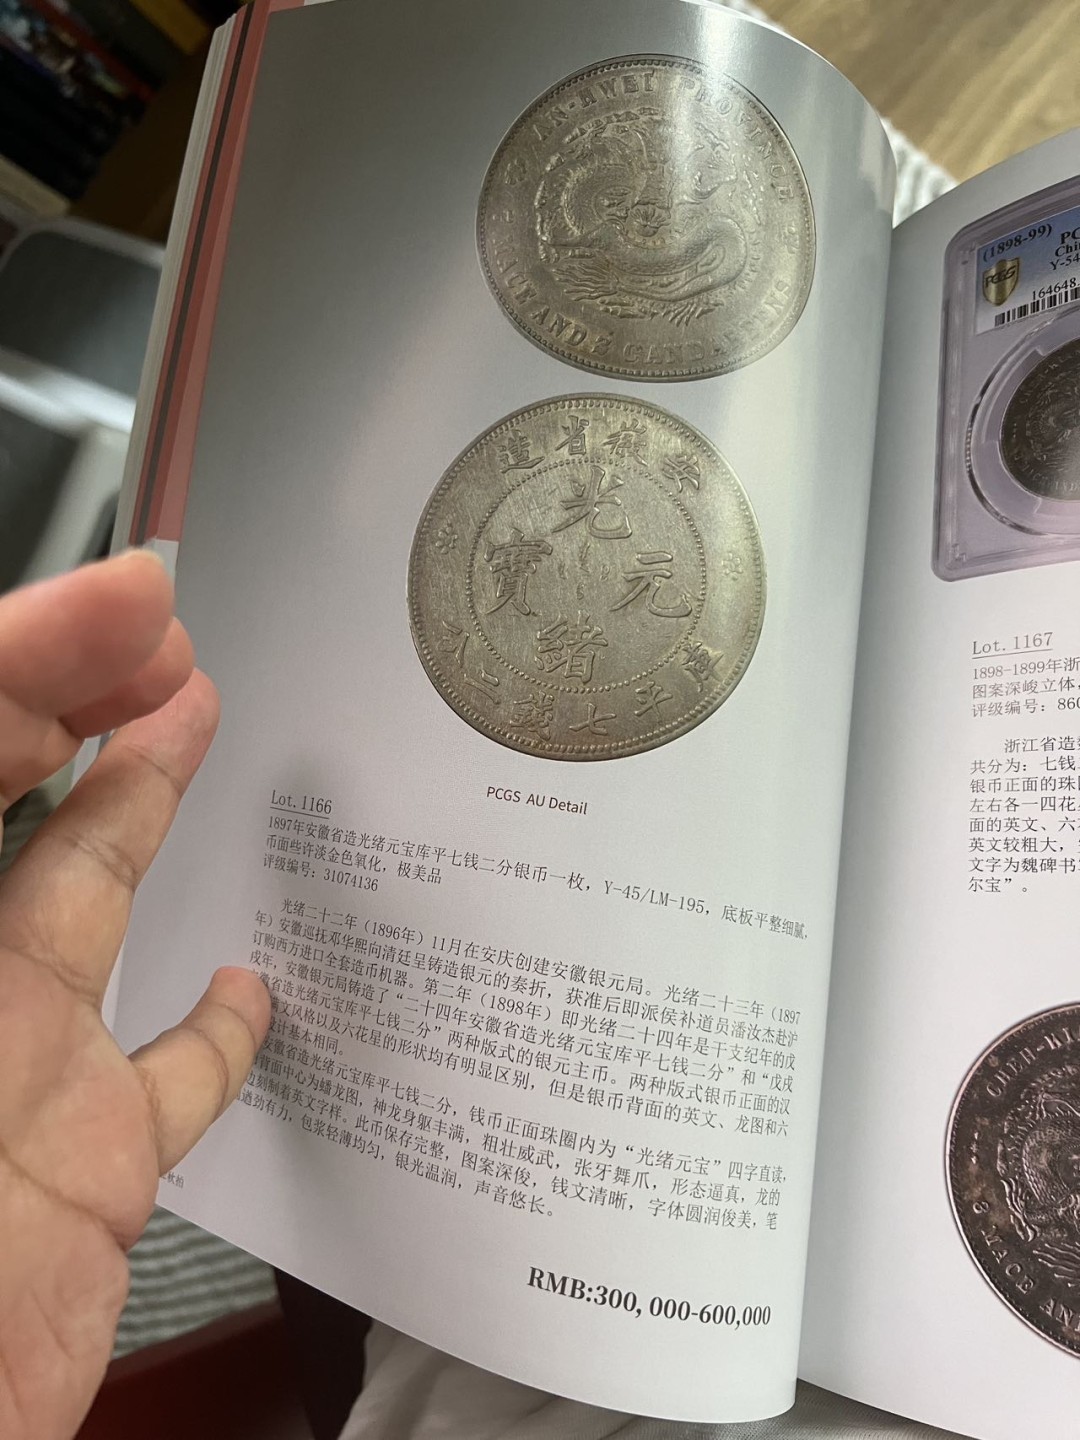 AN-HWEI PROVINCE
安徽省造
光緒元寶
庫平七錢二分
PCGS AU Detail
Lot. 1166
1897年安徽省造光绪元宝库平七钱二分银币一枚，Y-45/LM-195，底板平整细腻，
币面些许淡金色氧化，极美品
评级编号：31074136
光绪二十二年（1896年）11月在安庆创建安徽银元局。光绪二十三年（1897
年）安徽巡抚邓华熙向清廷呈铸造银元的奏折，获准后即派侯补道员潘汝杰赴沪
订购西方进口全套造币机器。第二年（1898年）即光绪二十四年是干支纪年的戊
戌年，安徽银元局铸造了“二十四年安徽省造光绪元宝库平七钱二分”和“戊戌
徽省造光绪元宝库平七钱二分”两种版式的银元主币。两种版式银币正面的汉
满文风格以及六花星的形状均有明显区别，但是银币背面的英文、龙图和六
设计基本相同。
安徽省造光绪元宝库平七钱二分，钱币正面珠圈内为“光绪元宝”四字直读，
背面中心为蟠龙图，神龙身躯丰满，粗壮威武，张牙舞爪，形态逼真，龙的
边刻制着英文字样。此币保存完整，图案深俊，钱文清晰，字体圆润俊美，笔
遒劲有力，包浆轻薄均匀，银光温润，声音悠长。
RMB:300,000-600,000
(1898-99)
PC
Chin
Y-54
164648
PCGS
Lot. 1167
1898-1899年浙
图案深峻立体，
评级编号：860
浙江省造
共分为：七钱
银币正面的珠
左右各一四花
面的英文、六
英文较粗大，
文字为魏碑书
尔宝”。
CHEH-KI
MACE AN